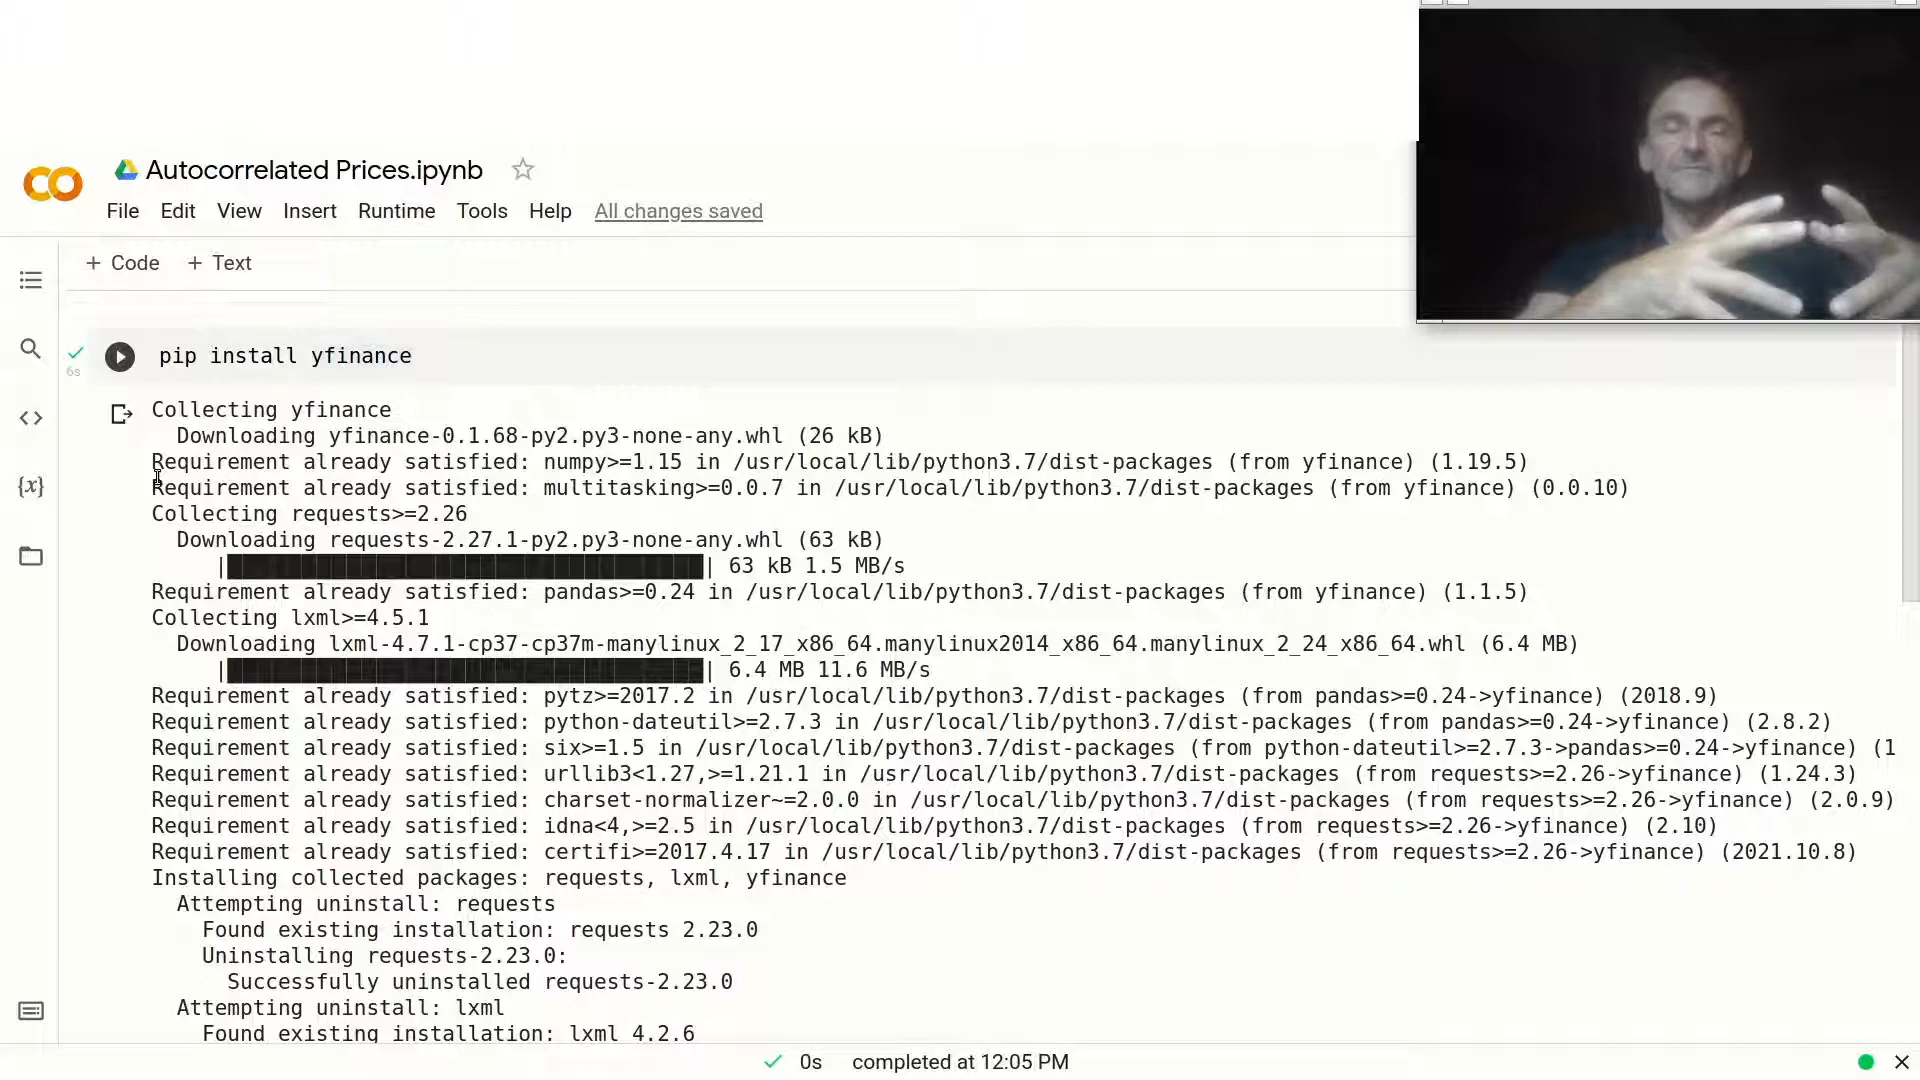 Autocorrelated Prices.ipynb
File Edit View Insert Runtime Tools Help All changes saved
+ Code + Text
pip install yfinance
6s
Collecting yfinance
Downloading yfinance-0.1.68-py2.py3-none-any.whl (26 kB)
Requirement already satisfied: numpy>=1.15 in /usr/local/lib/python3.7/dist-packages (from yfinance) (1.19.5)
Requirement already satisfied: multitasking>=0.0.7 in /usr/local/lib/python3.7/dist-packages (from yfinance) (0.0.10)
Collecting requests>=2.26
Downloading requests-2.27.1-py2.py3-none-any.whl (63 kB)
| 63 kB 1.5 MB/s
Requirement already satisfied: pandas>=0.24 in /usr/local/lib/python3.7/dist-packages (from yfinance) (1.1.5)
Collecting lxml>=4.5.1
Downloading lxml-4.7.1-cp37-cp37m-manylinux_2_17_x86_64.manylinux2014_x86_64.manylinux_2_24_x86_64.whl (6.4 MB)
| 6.4 MB 11.6 MB/s
Requirement already satisfied: pytz>=2017.2 in /usr/local/lib/python3.7/dist-packages (from pandas>=0.24->yfinance) (2018.9)
Requirement already satisfied: python-dateutil>=2.7.3 in /usr/local/lib/python3.7/dist-packages (from pandas>=0.24->yfinance) (2.8.2)
Requirement already satisfied: six>=1.5 in /usr/local/lib/python3.7/dist-packages (from python-dateutil>=2.7.3->pandas>=0.24->yfinance) (1
Requirement already satisfied: urllib3<1.27,>=1.21.1 in /usr/local/lib/python3.7/dist-packages (from requests>=2.26->yfinance) (1.24.3)
Requirement already satisfied: charset-normalizer~=2.0.0 in /usr/local/lib/python3.7/dist-packages (from requests>=2.26->yfinance) (2.0.9)
Requirement already satisfied: idna<4,>=2.5 in /usr/local/lib/python3.7/dist-packages (from requests>=2.26->yfinance) (2.10)
Requirement already satisfied: certifi>=2017.4.17 in /usr/local/lib/python3.7/dist-packages (from requests>=2.26->yfinance) (2021.10.8)
Installing collected packages: requests, lxml, yfinance
Attempting uninstall: requests
Found existing installation: requests 2.23.0
Uninstalling requests-2.23.0:
Successfully uninstalled requests-2.23.0
Attempting uninstall: lxml
Found existing installation: lxml 4.2.6
0s completed at 12:05 PM